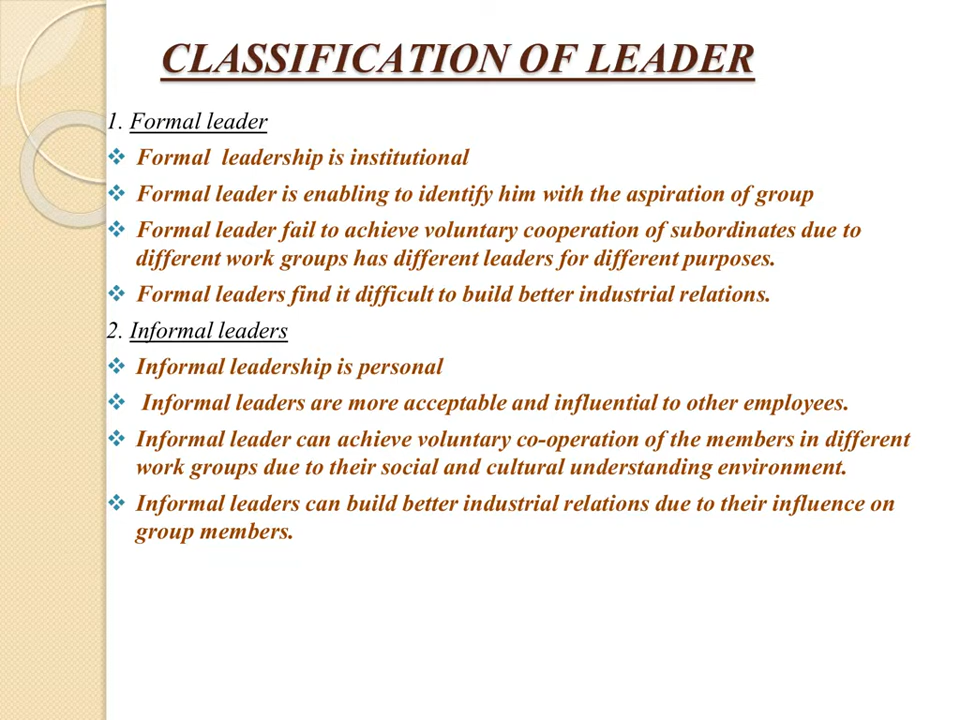 CLASSIFICATION OF LEADER
1. Formal leader
❖ Formal leadership is institutional
❖ Formal leader is enabling to identify him with the aspiration of group
❖ Formal leader fail to achieve voluntary cooperation of subordinates due to
different work groups has different leaders for different purposes.
❖ Formal leaders find it difficult to build better industrial relations.
2. Informal leaders
❖ Informal leadership is personal
❖ Informal leaders are more acceptable and influential to other employees.
❖ Informal leader can achieve voluntary co-operation of the members in different
work groups due to their social and cultural understanding environment.
❖ Informal leaders can build better industrial relations due to their influence on
group members.